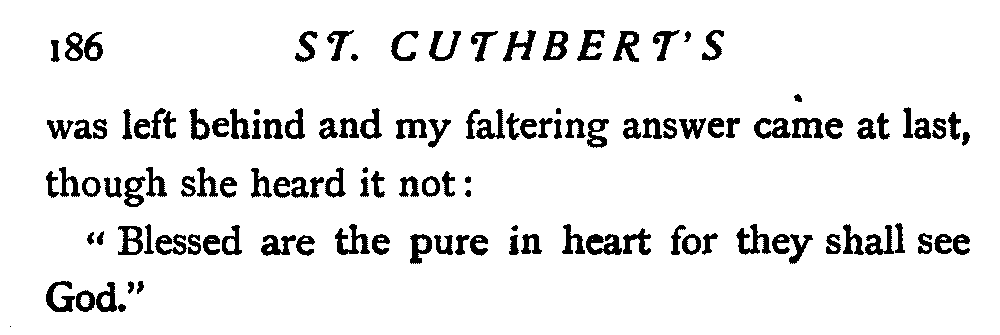 186 ST. CUTHBERT'S
was left behind and my faltering answer came at last,
though she heard it not:
“ Blessed are the pure in heart for they shall see
God.”